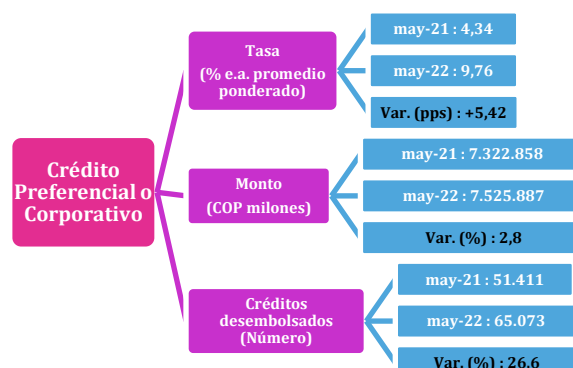 Crédito
Preferencial o
Corporativo
Tasa
(% e.a. promedio
ponderado)
may-21 : 4,34
may-22 : 9,76
Var. (pps) : +5,42
Monto
(COP milones)
may-21 : 7.322.858
may-22 : 7.525.887
Var. (%) : 2,8
Créditos
desembolsados
(Número)
may-21 : 51.411
may-22 : 65.073
Var. (%) : 26,6